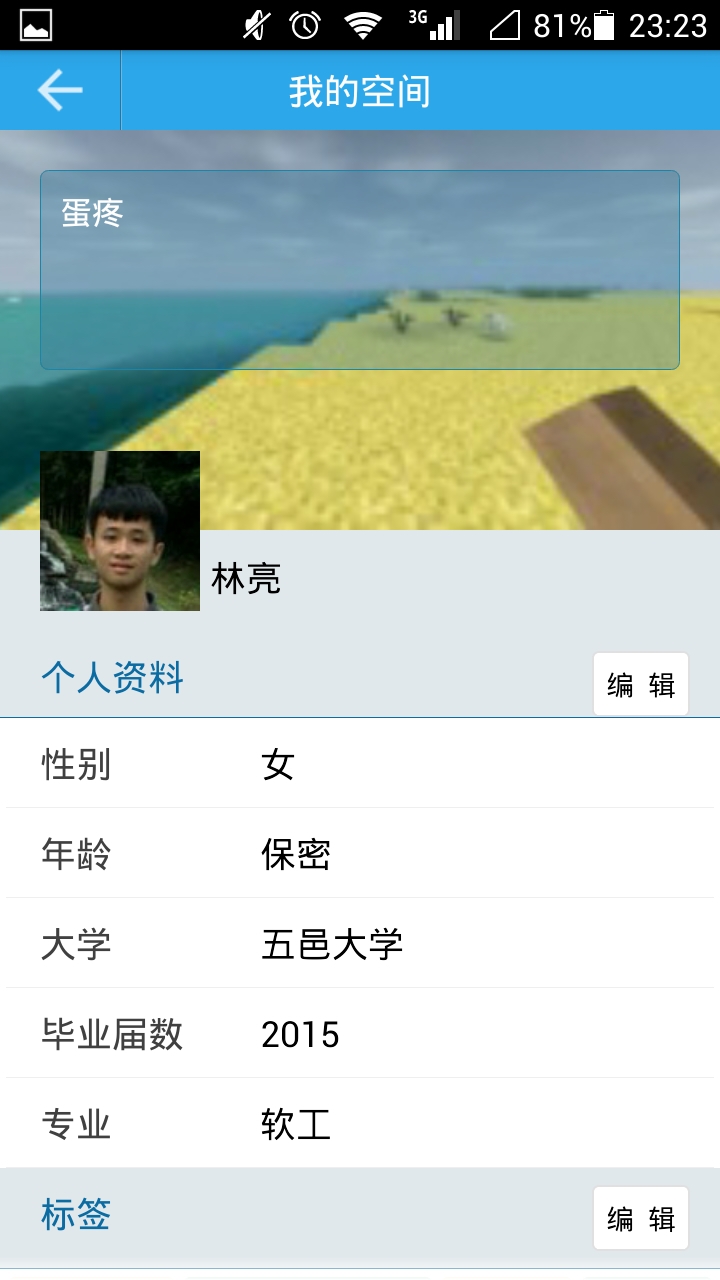 3G 81% 23:23
我的空间
蛋疼
林亮
个人资料
编 辑
性别 女
年龄 保密
大学 五邑大学
毕业届数 2015
专业 软工
标签
编 辑